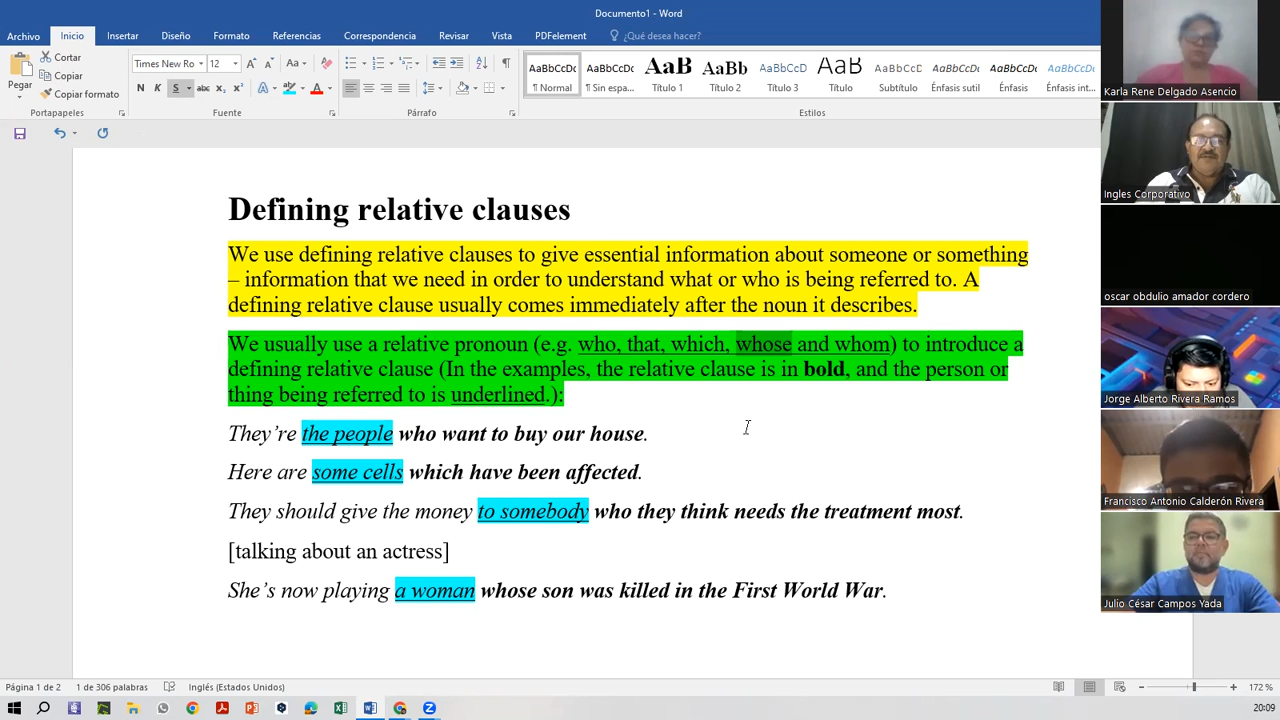 Documento1 - Word
Archivo Inicio Insertar Diseño Formato Referencias Correspondencia Revisar Vista PDFelement ¿Qué desea hacer?
Pegar Cortar Copiar Copiar formato
Times New Ro 12
N K S abc x₂ x² A
AaBbCcDc AaBbCcDc AaB AaBb AaBbCcD AaB AaBbCcD AaBbCcDt AaBbCcDt AaBbCcDt
¶ Normal ¶ Sin espa... Título 1 Título 2 Título 3 Título Subtítulo Énfasis sutil Énfasis Énfasis int...
Portapapeles Fuente Párrafo Estilos
Defining relative clauses
We use defining relative clauses to give essential information about someone or something
– information that we need in order to understand what or who is being referred to. A
defining relative clause usually comes immediately after the noun it describes.
We usually use a relative pronoun (e.g. who, that, which, whose and whom) to introduce a
defining relative clause (In the examples, the relative clause is in bold, and the person or
thing being referred to is underlined.):
They’re the people who want to buy our house.
Here are some cells which have been affected.
They should give the money to somebody who they think needs the treatment most.
[talking about an actress]
She’s now playing a woman whose son was killed in the First World War.
Página 1 de 2 1 de 306 palabras Inglés (Estados Unidos) 172 %
20:09
Karla Rene Delgado Asencio
Ingles Corporativo
oscar obdulio amador cordero
Jorge Alberto Rivera Ramos
Francisco Antonio Calderón Rivera
Julio César Campos Yada